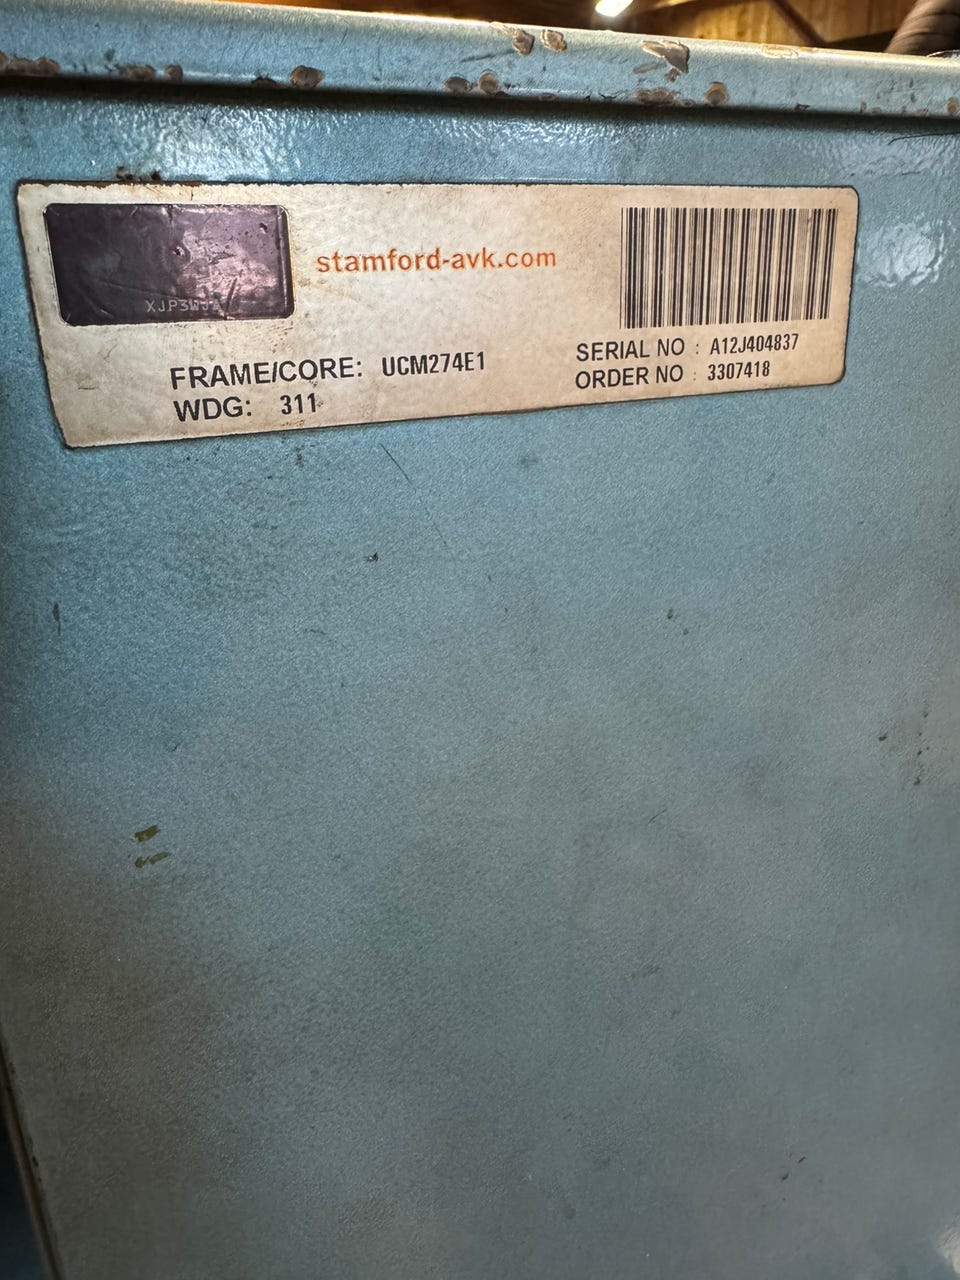 stamford-avk.com
FRAME/CORE: UCM274E1
WDG: 311
SERIAL NO : A12J404837
ORDER NO : 3307418